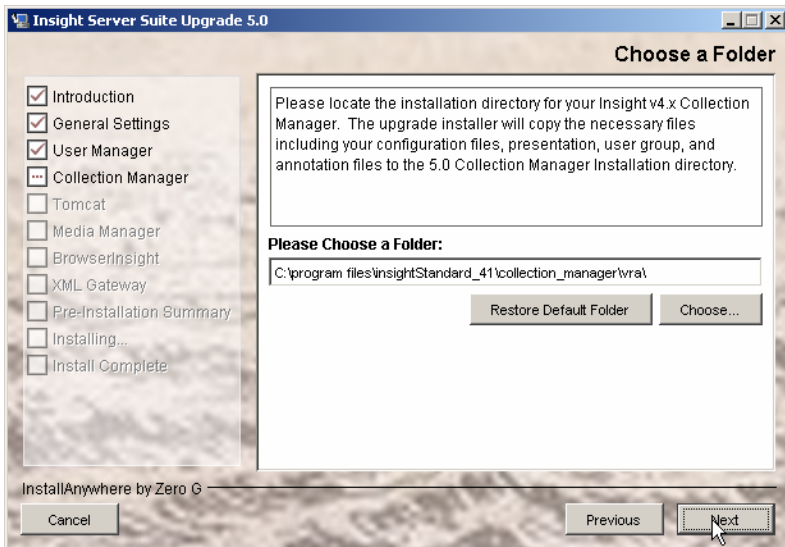 Insight Server Suite Upgrade 5.0
Choose a Folder
Introduction
General Settings
User Manager
Collection Manager
Tomcat
Media Manager
BrowserInsight
XML Gateway
Pre-Installation Summary
Installing...
Install Complete
Please locate the installation directory for your Insight v4.x Collection
Manager.  The upgrade installer will copy the necessary files
including your configuration files, presentation, user group, and
annotation files to the 5.0 Collection Manager Installation directory.
Please Choose a Folder:
C:\program files\insightStandard_41\collection_manager\vra\
Restore Default Folder
Choose...
InstallAnywhere by Zero G
Cancel
Previous
Next